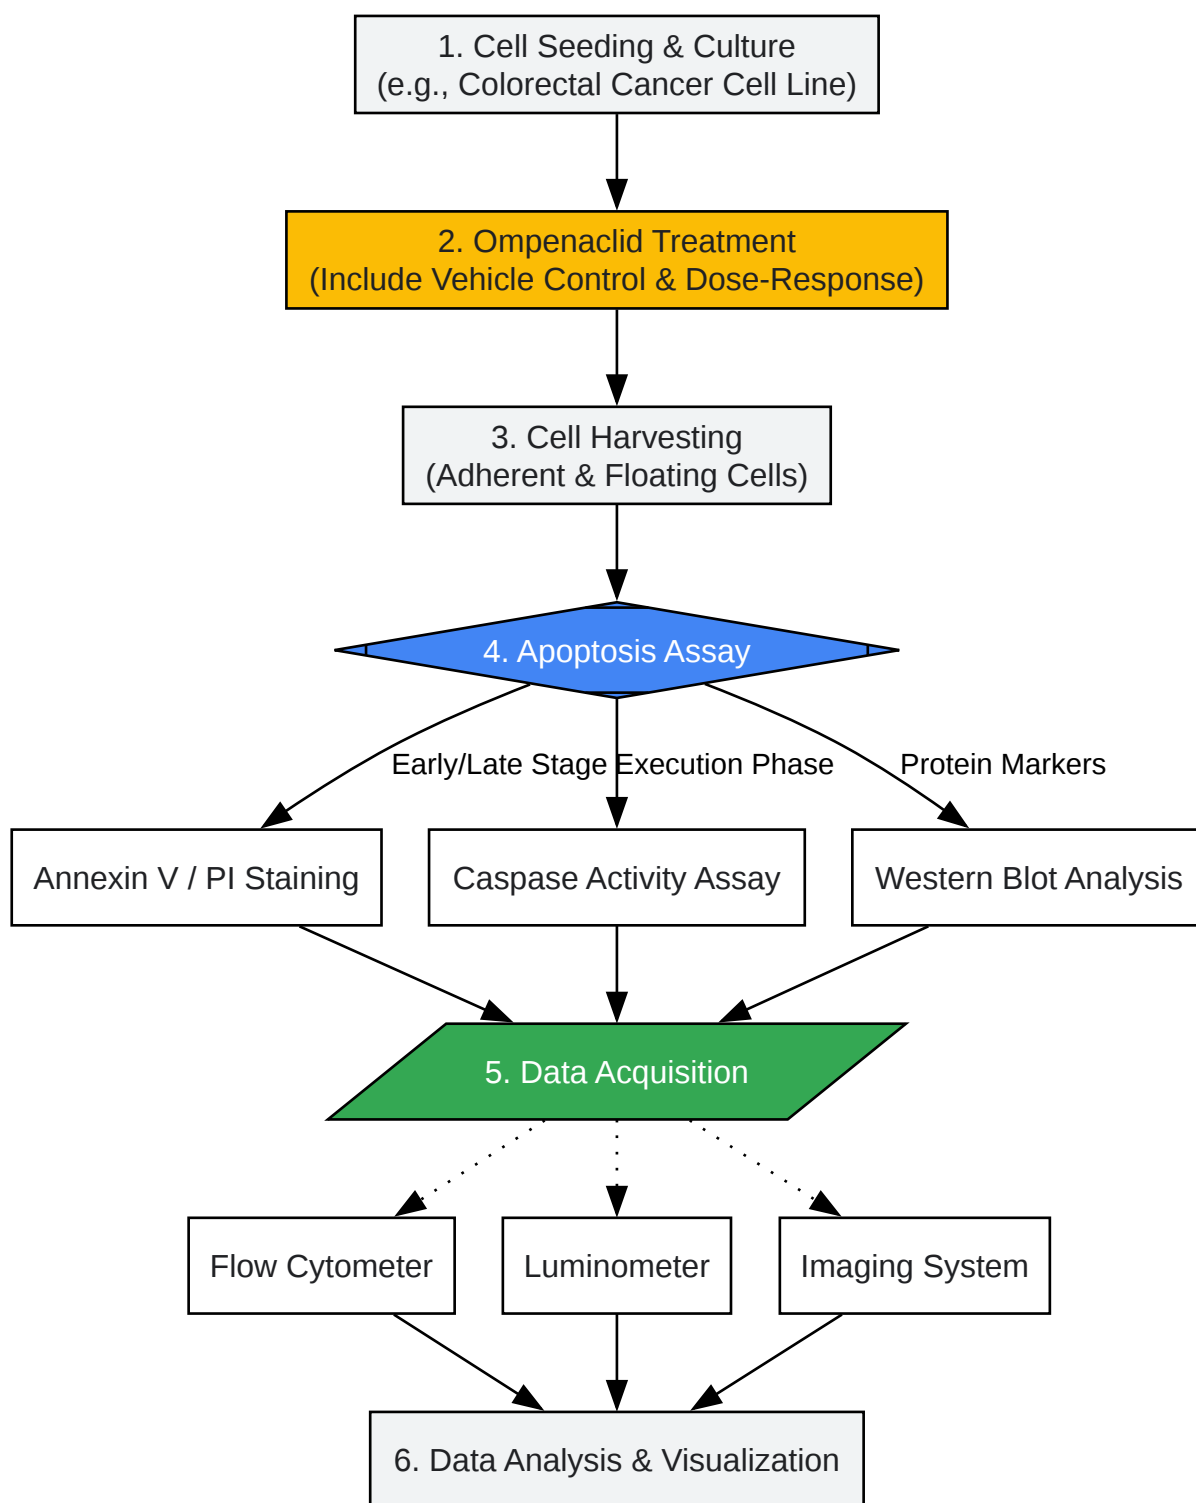 1. Cell Seeding & Culture
(e.g., Colorectal Cancer Cell Line)
2. Ompenaclid Treatment
(Include Vehicle Control & Dose-Response)
3. Cell Harvesting
(Adherent & Floating Cells)
4. Apoptosis Assay
Early/Late Stage
Execution Phase
Protein Markers
Annexin V / PI Staining
Caspase Activity Assay
Western Blot Analysis
5. Data Acquisition
Flow Cytometer
Luminometer
Imaging System
6. Data Analysis & Visualization